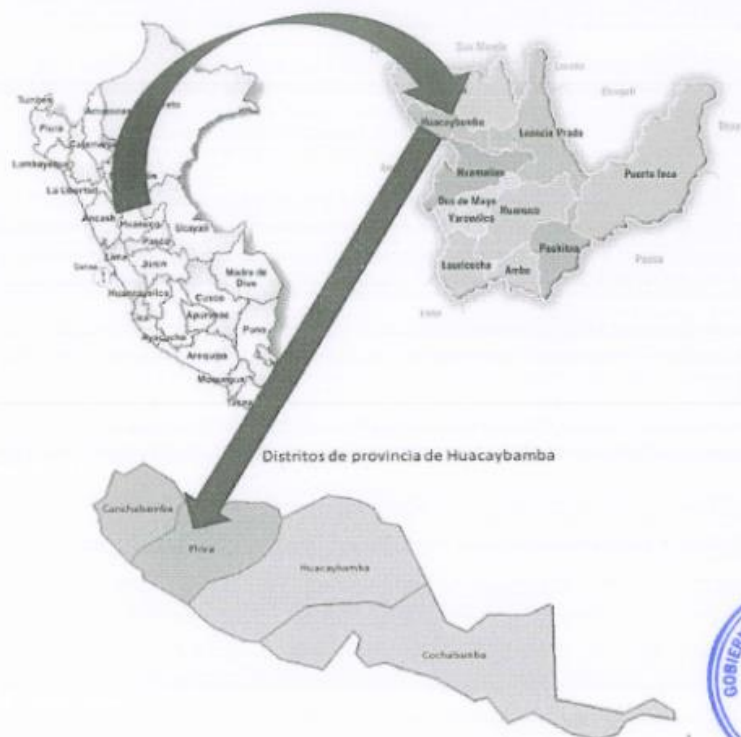 Tumbes
Piura
Cajamarca
Lambayeque
La Libertad
Ancash
Huanuco
Pasco
Ucayali
Lima
Junin
Madre de
Dios
Huancavelica
Cusco
Ica
Apurimac
Ayacucho
Puno
Arequipa
Moquegua
Huacaybamba
Leoncio Prado
Huamalies
Puerto Inca
Dos de Mayo
Yarowilca
Huanuco
Pachitea
Lauricocha
Ambo
Distritos de provincia de Huacaybamba
Canchabamba
Huacaybamba
Cochabamba